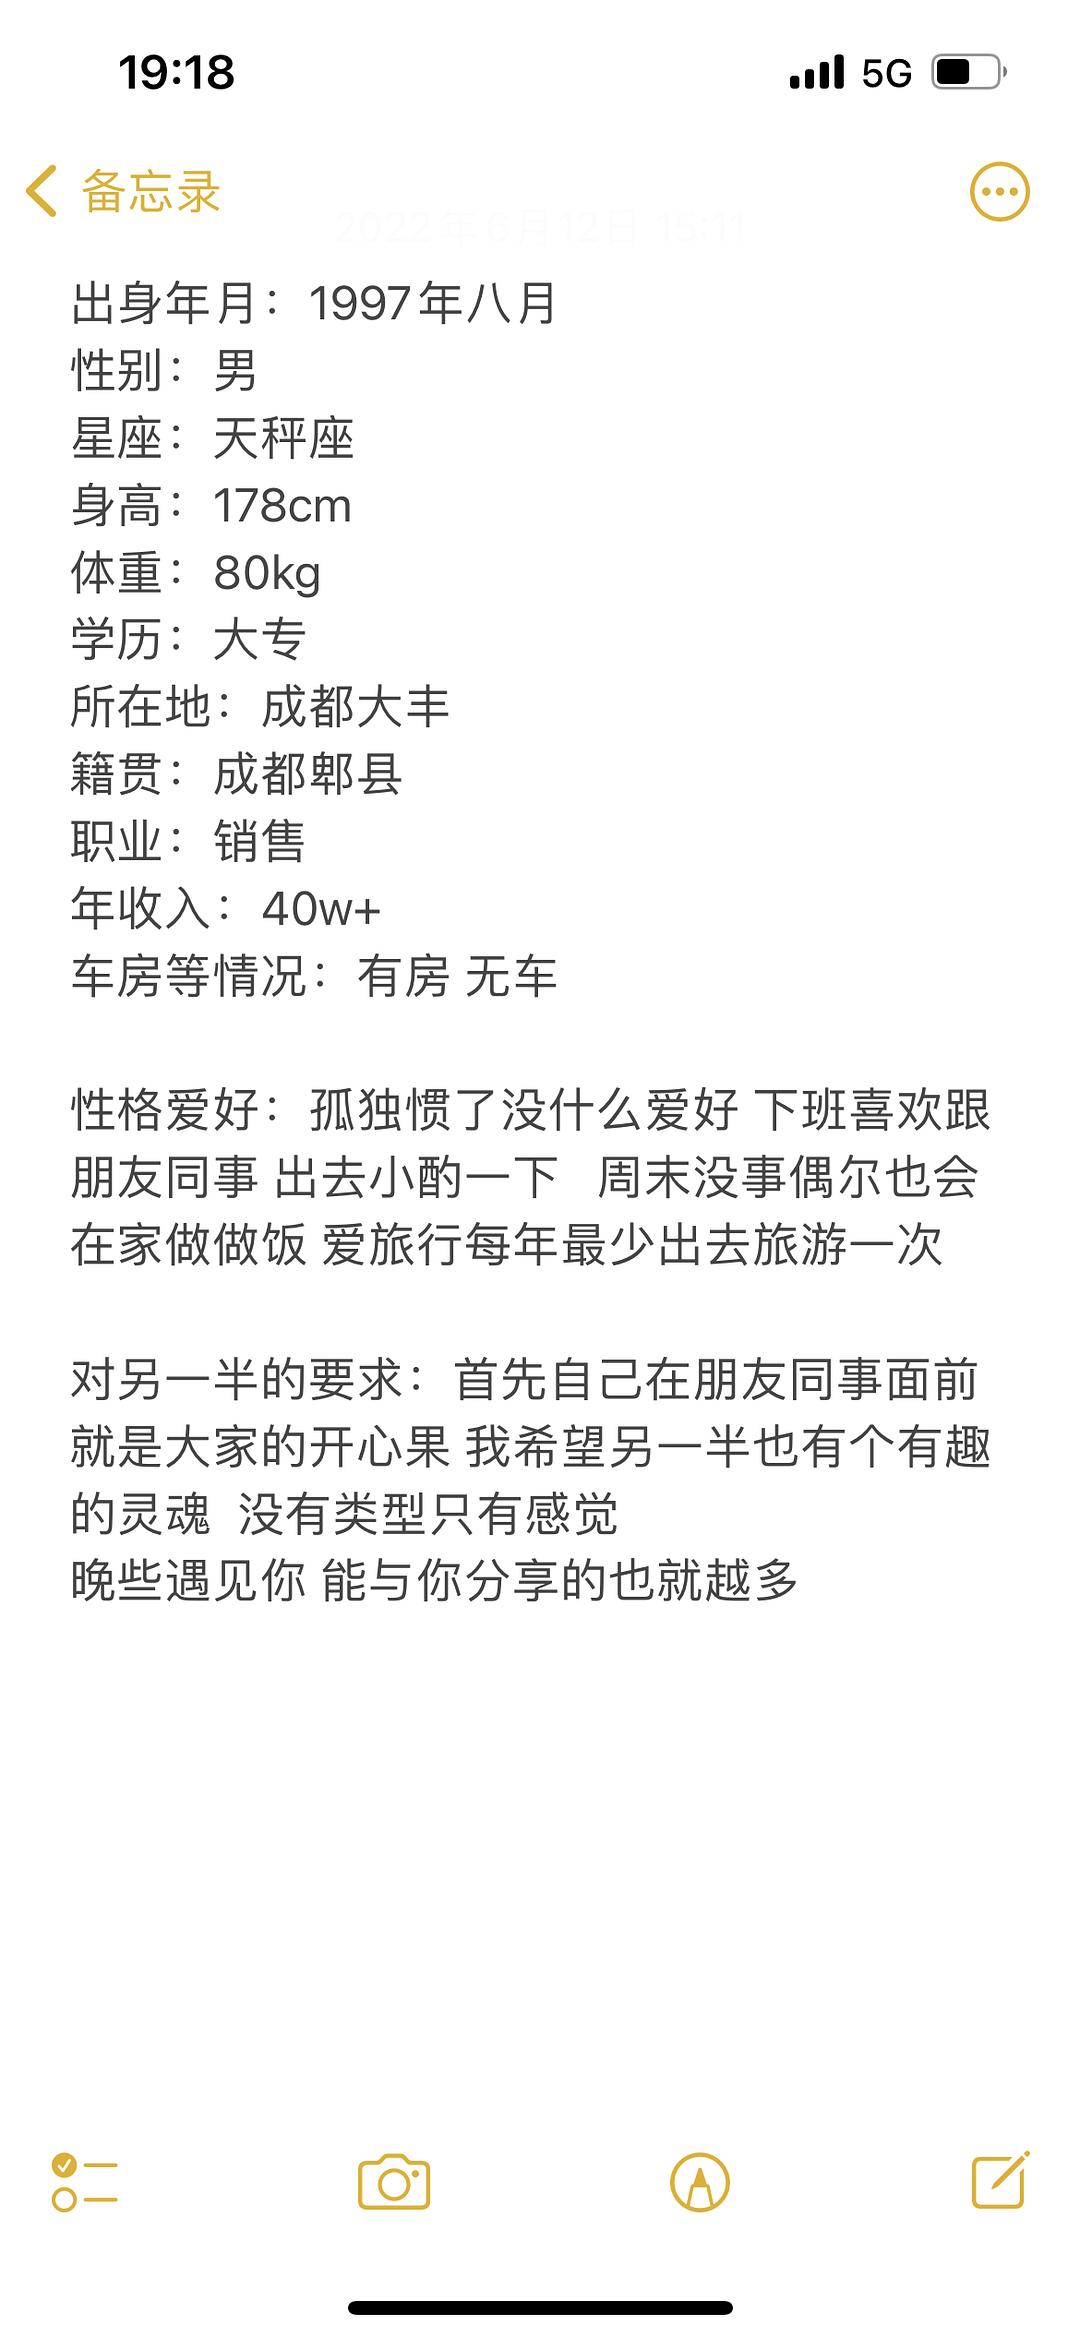 19:18 5G
备忘录
2022年6月12日 15:11
出身年月：1997年八月
性别：男
星座：天秤座
身高：178cm
体重：80kg
学历：大专
所在地：成都大丰
籍贯：成都郫县
职业：销售
年收入：40w+
车房等情况：有房 无车
性格爱好：孤独惯了没什么爱好 下班喜欢跟
朋友同事 出去小酌一下 周末没事偶尔也会
在家做做饭 爱旅行每年最少出去旅游一次
对另一半的要求：首先自己在朋友同事面前
就是大家的开心果 我希望另一半也有个有趣
的灵魂 没有类型只有感觉
晚些遇见你 能与你分享的也就越多